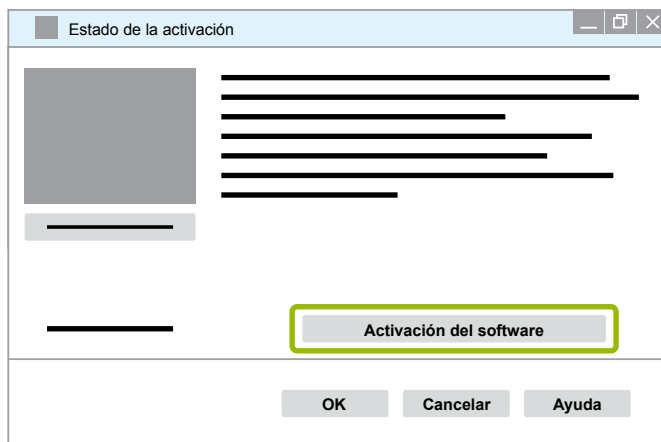 Estado de la activación
Activación del software
OK Cancelar Ayuda